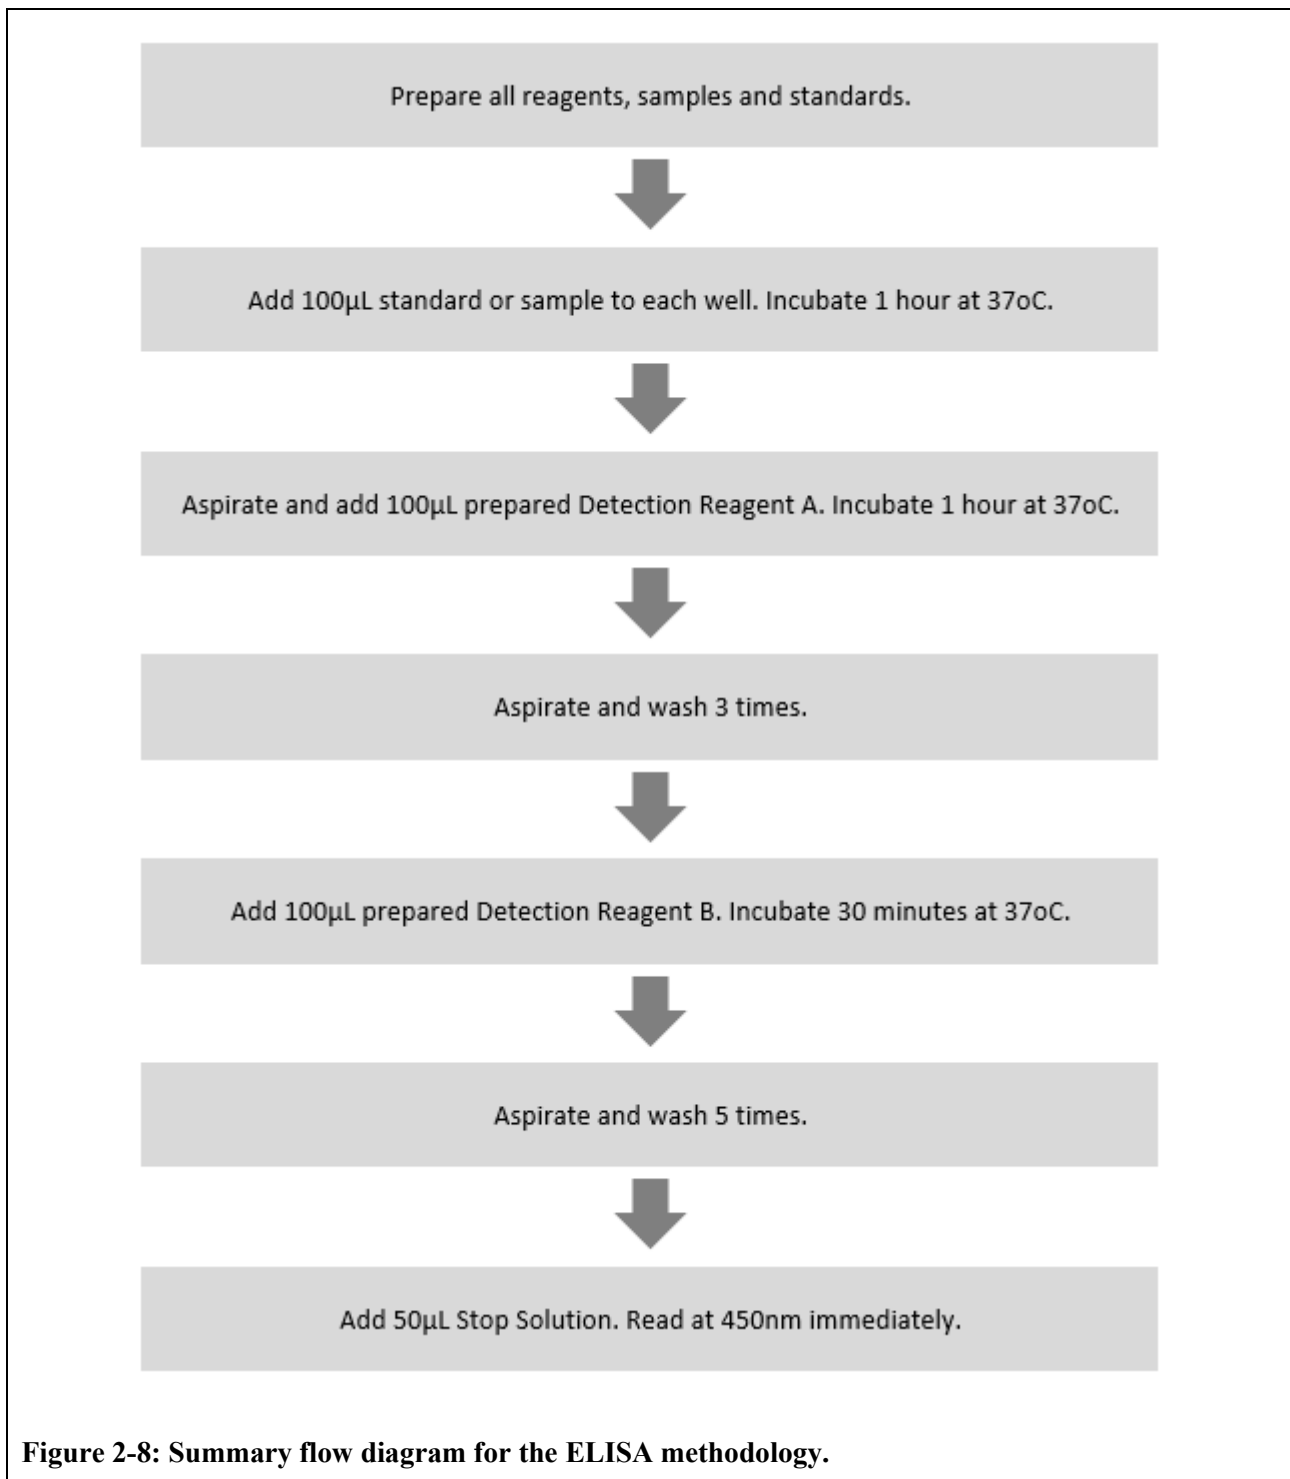 Prepare all reagents, samples and standards.
Add 100µL standard or sample to each well. Incubate 1 hour at 37oC.
Aspirate and add 100µL prepared Detection Reagent A. Incubate 1 hour at 37oC.
Aspirate and wash 3 times.
Add 100µL prepared Detection Reagent B. Incubate 30 minutes at 37oC.
Aspirate and wash 5 times.
Add 50µL Stop Solution. Read at 450nm immediately.
Figure 2-8: Summary flow diagram for the ELISA methodology.